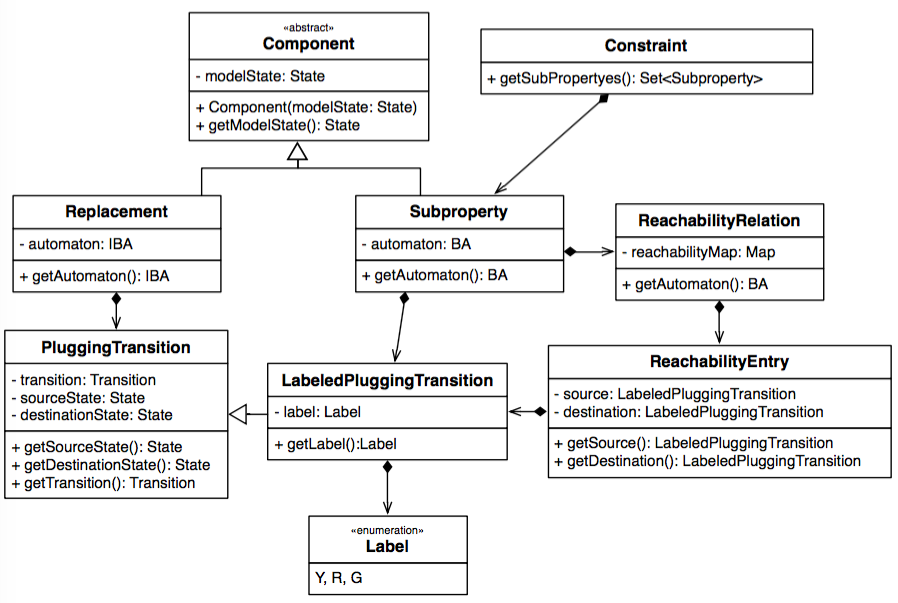 «abstract»
Component
- modelState: State
+ Component(modelState: State)
+ getModelState(): State
Constraint
+ getSubPropertyes(): Set<Subproperty>
Replacement
- automaton: IBA
+ getAutomaton(): IBA
Subproperty
- automaton: BA
+ getAutomaton(): BA
ReachabilityRelation
- reachabilityMap: Map
+ getAutomaton(): BA
PluggingTransition
- transition: Transition
- sourceState: State
- destinationState: State
+ getSourceState(): State
+ getDestinationState(): State
+ getTransition(): Transition
LabeledPluggingTransition
- label: Label
+ getLabel():Label
ReachabilityEntry
- source: LabeledPluggingTransition
- destination: LabeledPluggingTransition
+ getSource(): LabeledPluggingTransition
+ getDestination(): LabeledPluggingTransition
«enumeration»
Label
Y, R, G